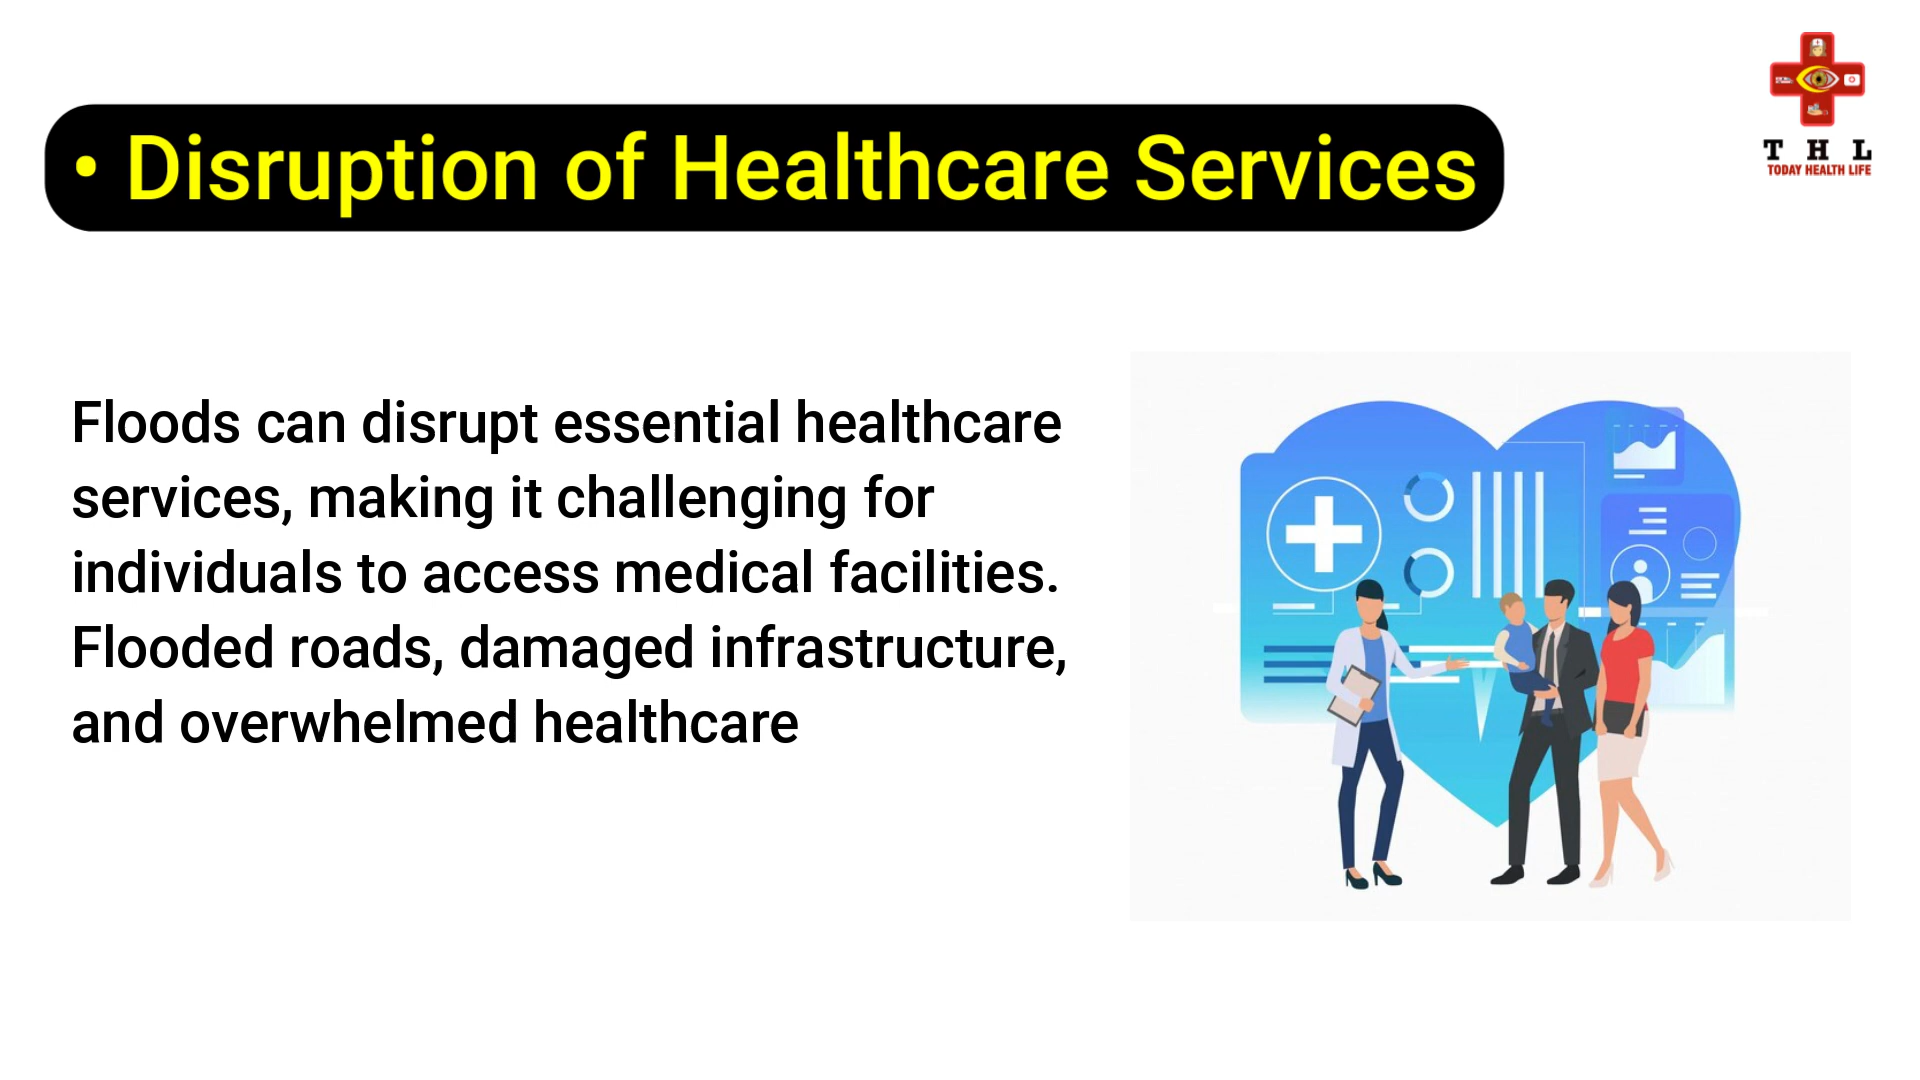 • Disruption of Healthcare Services
T H L
TODAY HEALTH LIFE
Floods can disrupt essential healthcare
services, making it challenging for
individuals to access medical facilities.
Flooded roads, damaged infrastructure,
and overwhelmed healthcare